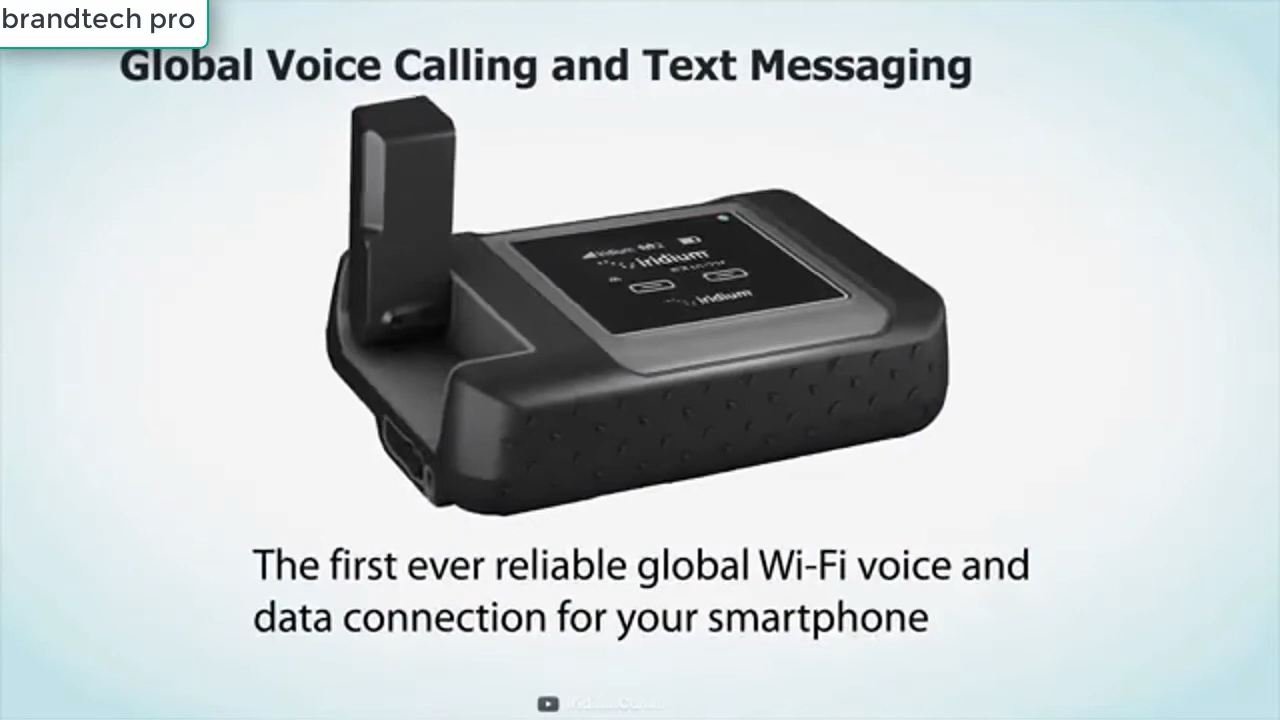 brandtech pro
Global Voice Calling and Text Messaging
iridium
iridium
The first ever reliable global Wi-Fi voice and
data connection for your smartphone